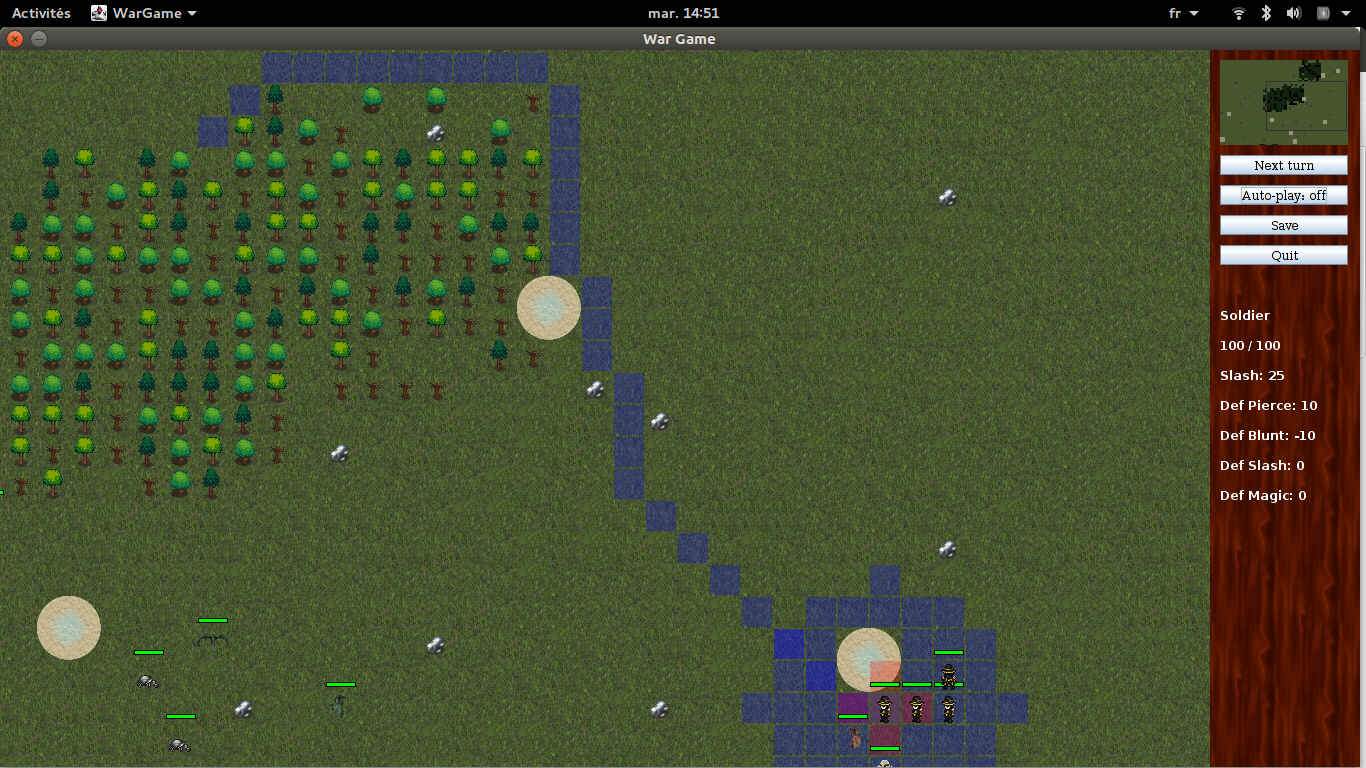 Activités WarGame mar. 14:51 fr
War Game
Next turn
Auto-play: off
Save
Quit
Soldier
100 / 100
Slash: 25
Def Pierce: 10
Def Blunt: -10
Def Slash: 0
Def Magic: 0